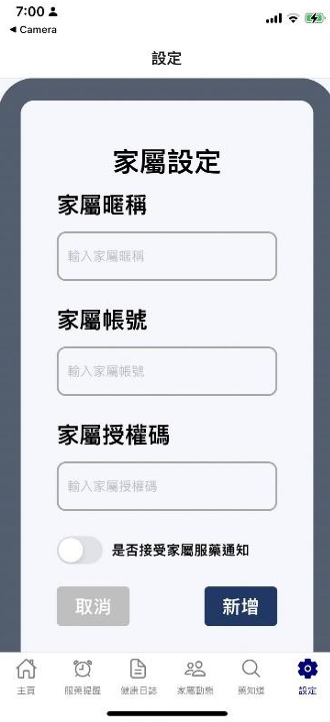 7:00
◀ Camera
設定
家屬設定
家屬暱稱
輸入家屬暱稱
家屬帳號
輸入家屬帳號
家屬授權碼
輸入家屬授權碼
是否接受家屬服藥通知
取消
新增
主頁
服藥提醒
健康日誌
家屬動態
藥知道
設定